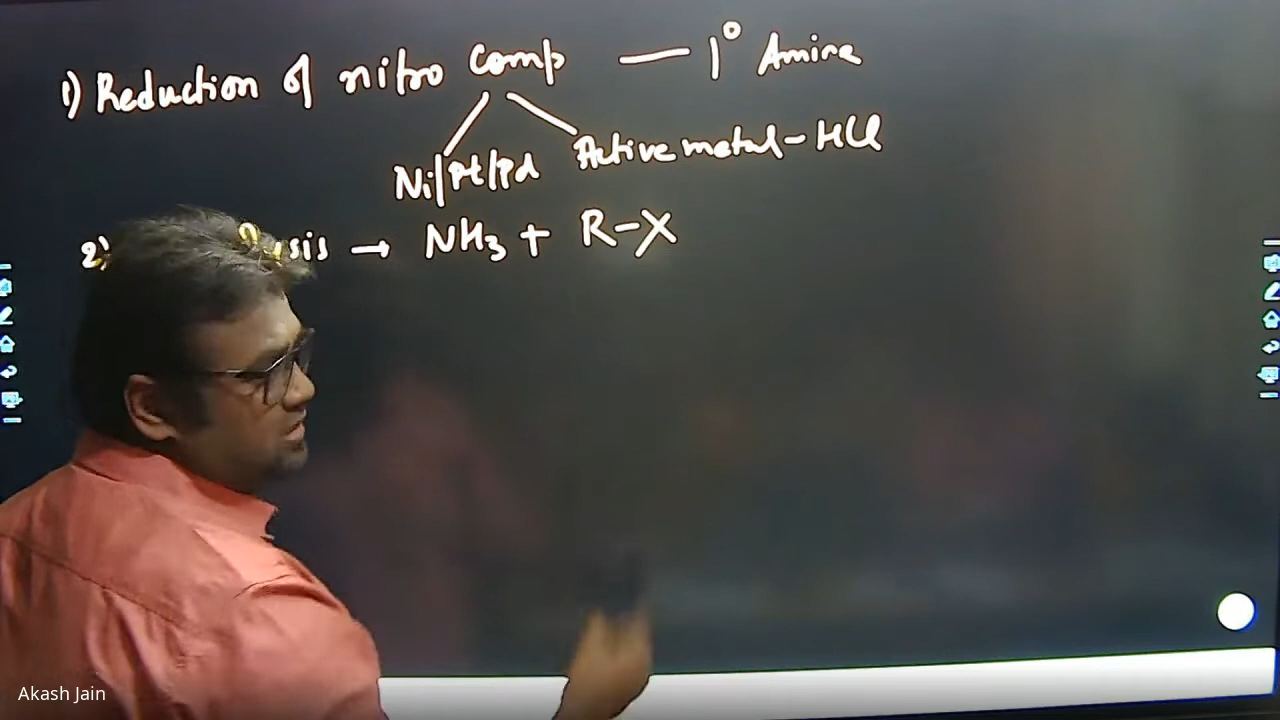 1) Reduction of nitro Comp — 1° Amine
Ni/Pt/Pd Active metal - HCl
2) sis → NH3 + R-X
Akash Jain